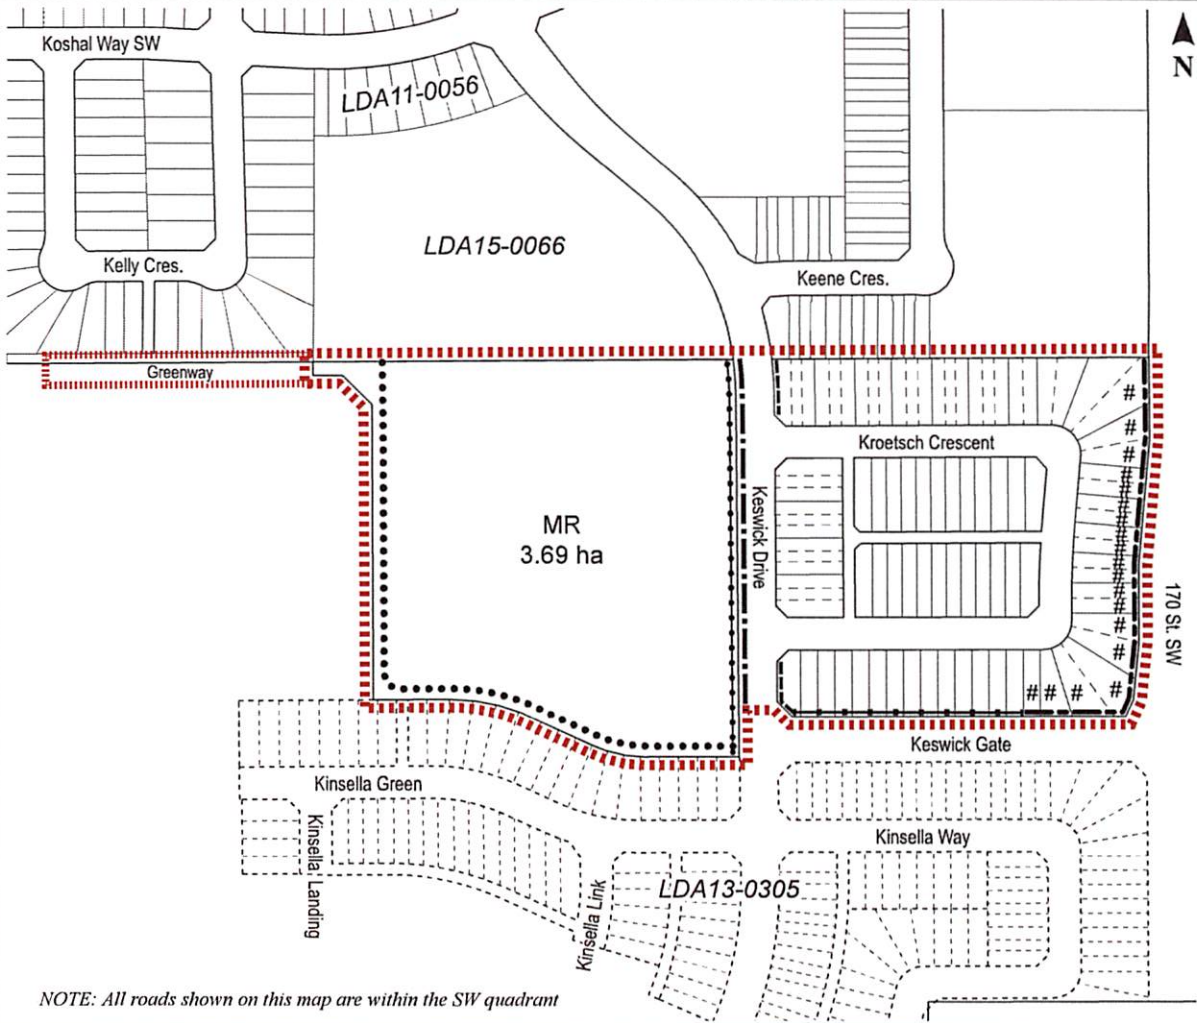 Koshal Way SW
N
LDA11-0056
LDA15-0066
Kelly Cres.
Keene Cres.
Greenway
#
#
Kroetsch Crescent
#
MR
3.69 ha
Keswick Drive
170 St. SW
#
#
# # # #
Keswick Gate
Kinsella Green
Kinsella Landing
Kinsella Way
LDA13-0305
Kinsella Link
NOTE: All roads shown on this map are within the SW quadrant